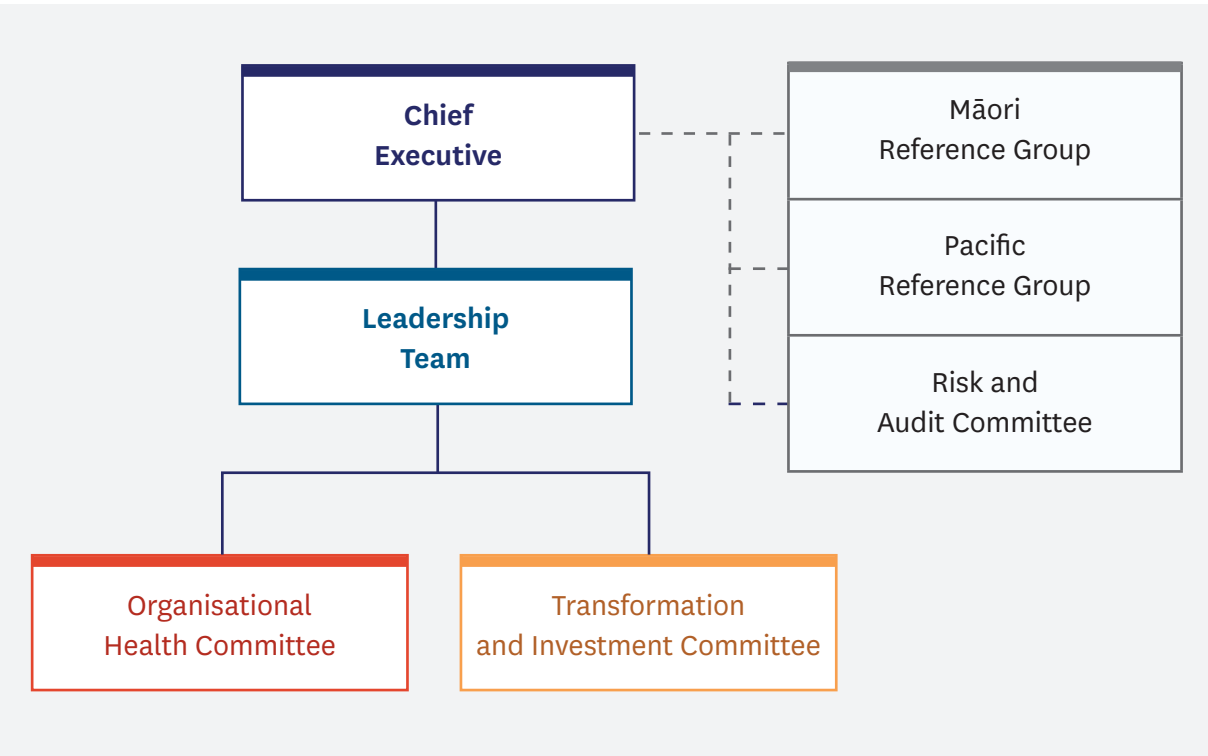 Chief
Executive
Māori
Reference Group
Pacific
Reference Group
Leadership
Team
Risk and
Audit Committee
Organisational
Health Committee
Transformation
and Investment Committee